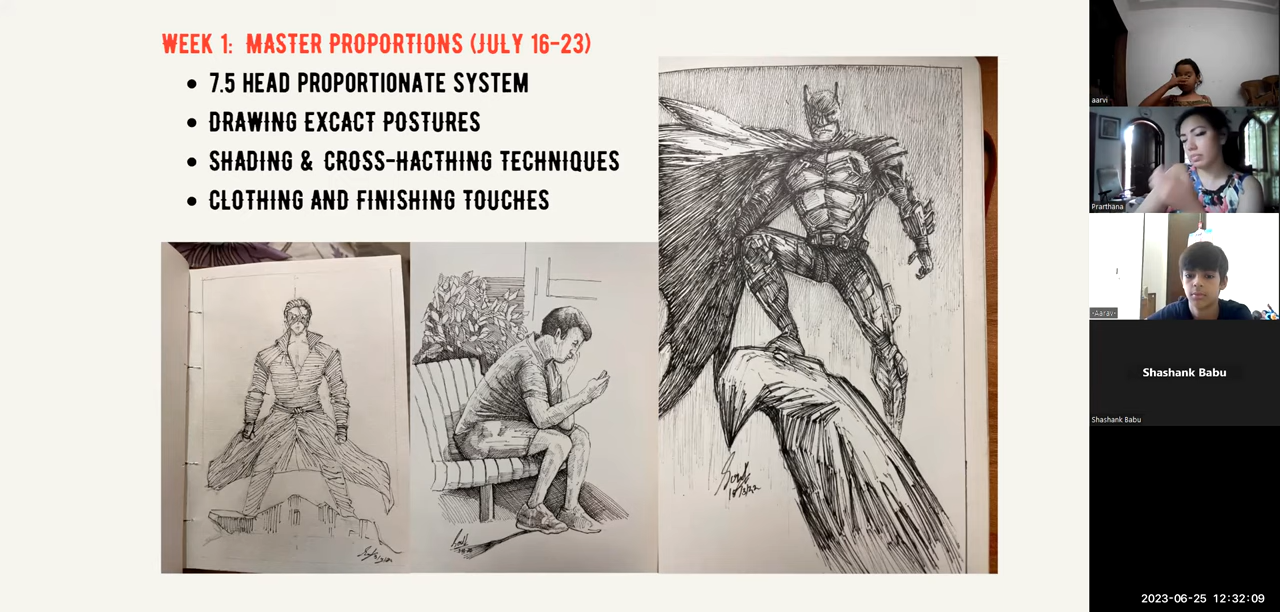 WEEK 1: MASTER PROPORTIONS (JULY 16-23)
7.5 HEAD PROPORTIONATE SYSTEM
DRAWING EXCACT POSTURES
SHADING & CROSS-HACTHING TECHNIQUES
CLOTHING AND FINISHING TOUCHES
aarvi
Prarthana
-Aarav-
Shashank Babu
Shashank Babu
2023-06-25 12:32:09